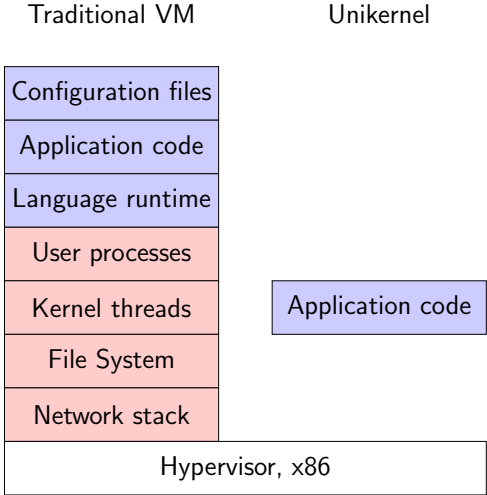 Traditional VM
Unikernel
Configuration files
Application code
Language runtime
User processes
Kernel threads
Application code
File System
Network stack
Hypervisor, x86